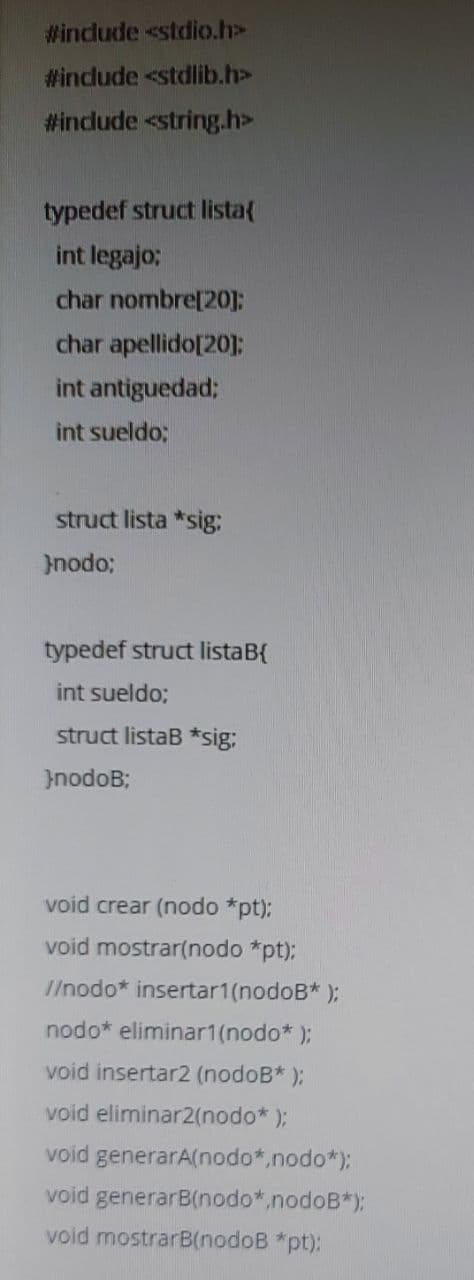 #include <stdio.h>
#include <stdlib.h>
#include <string.h>
typedef struct lista{
int legajo;
char nombre[20];
char apellido[20];
int antiguedad;
int sueldo;
struct lista *sig;
}nodo;
typedef struct listaB{
int sueldo;
struct listaB *sig;
}nodoB;
void crear (nodo *pt);
void mostrar(nodo *pt);
//nodo* insertar1(nodoB* );
nodo* eliminar1(nodo* );
void insertar2 (nodoB* );
void eliminar2(nodo* );
void generarA(nodo*,nodo*);
void generarB(nodo*,nodoB*);
void mostrarB(nodoB *pt);